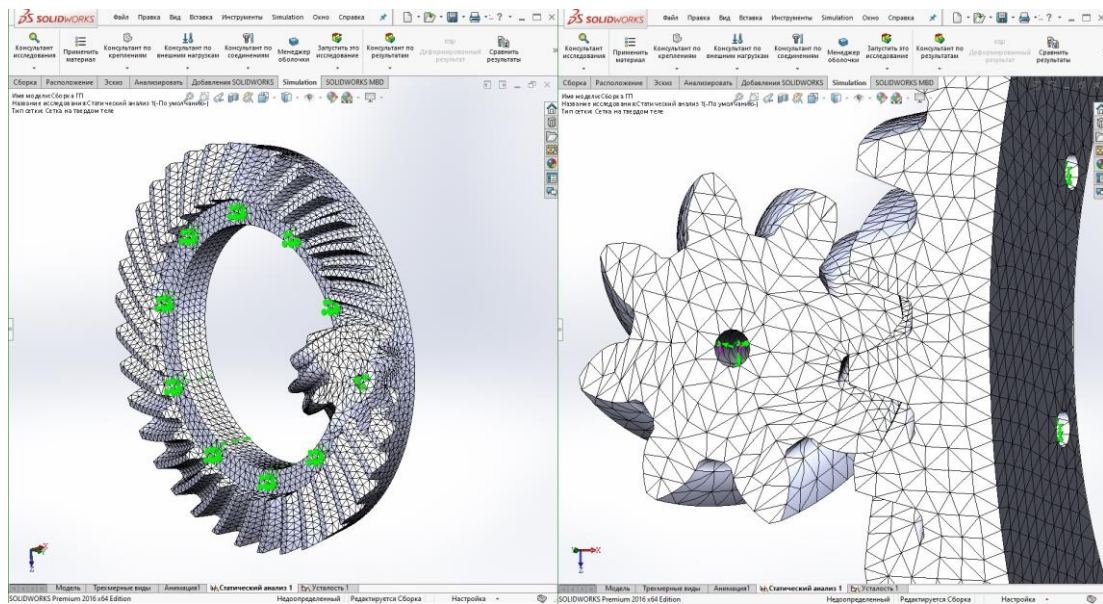 SOLIDWORKS Файл Правка Вид Вставка Инструменты Simulation Окно Справка
Консультант исследования Применить материал Консультант по креплениям Консультант по внешним нагрузкам Консультант по соединениям Менеджер оболочки Запустить это исследование Консультант по результатам Деформированный результат Сравнить результаты
Сборка Расположение Эскиз Анализировать Добавления SOLIDWORKS Simulation SOLIDWORKS MBD
Имя модели:Сборка ГП
Название исследования:Статический анализ 1(-По умолчанию-)
Тип сетки: Сетка на твердом теле
Модель Трехмерные виды Анимация1 Статический анализ 1 Усталость 1
SOLIDWORKS Premium 2016 x64 Edition Недоопределенный Редактируется Сборка Настройка
SOLIDWORKS Файл Правка Вид Вставка Инструменты Simulation Окно Справка
Консультант исследования Применить материал Консультант по креплениям Консультант по внешним нагрузкам Консультант по соединениям Менеджер оболочки Запустить это исследование Консультант по результатам Деформированный результат Сравнить результаты
Сборка Расположение Эскиз Анализировать Добавления SOLIDWORKS Simulation SOLIDWORKS MBD
Имя модели:Сборка ГП
Название исследования:Статический анализ 1(-По умолчанию-)
Тип сетки: Сетка на твердом теле
Модель Трехмерные виды Анимация1 Статический анализ 1 Усталость 1
SOLIDWORKS Premium 2016 x64 Edition Недоопределенный Редактируется Сборка Настройка